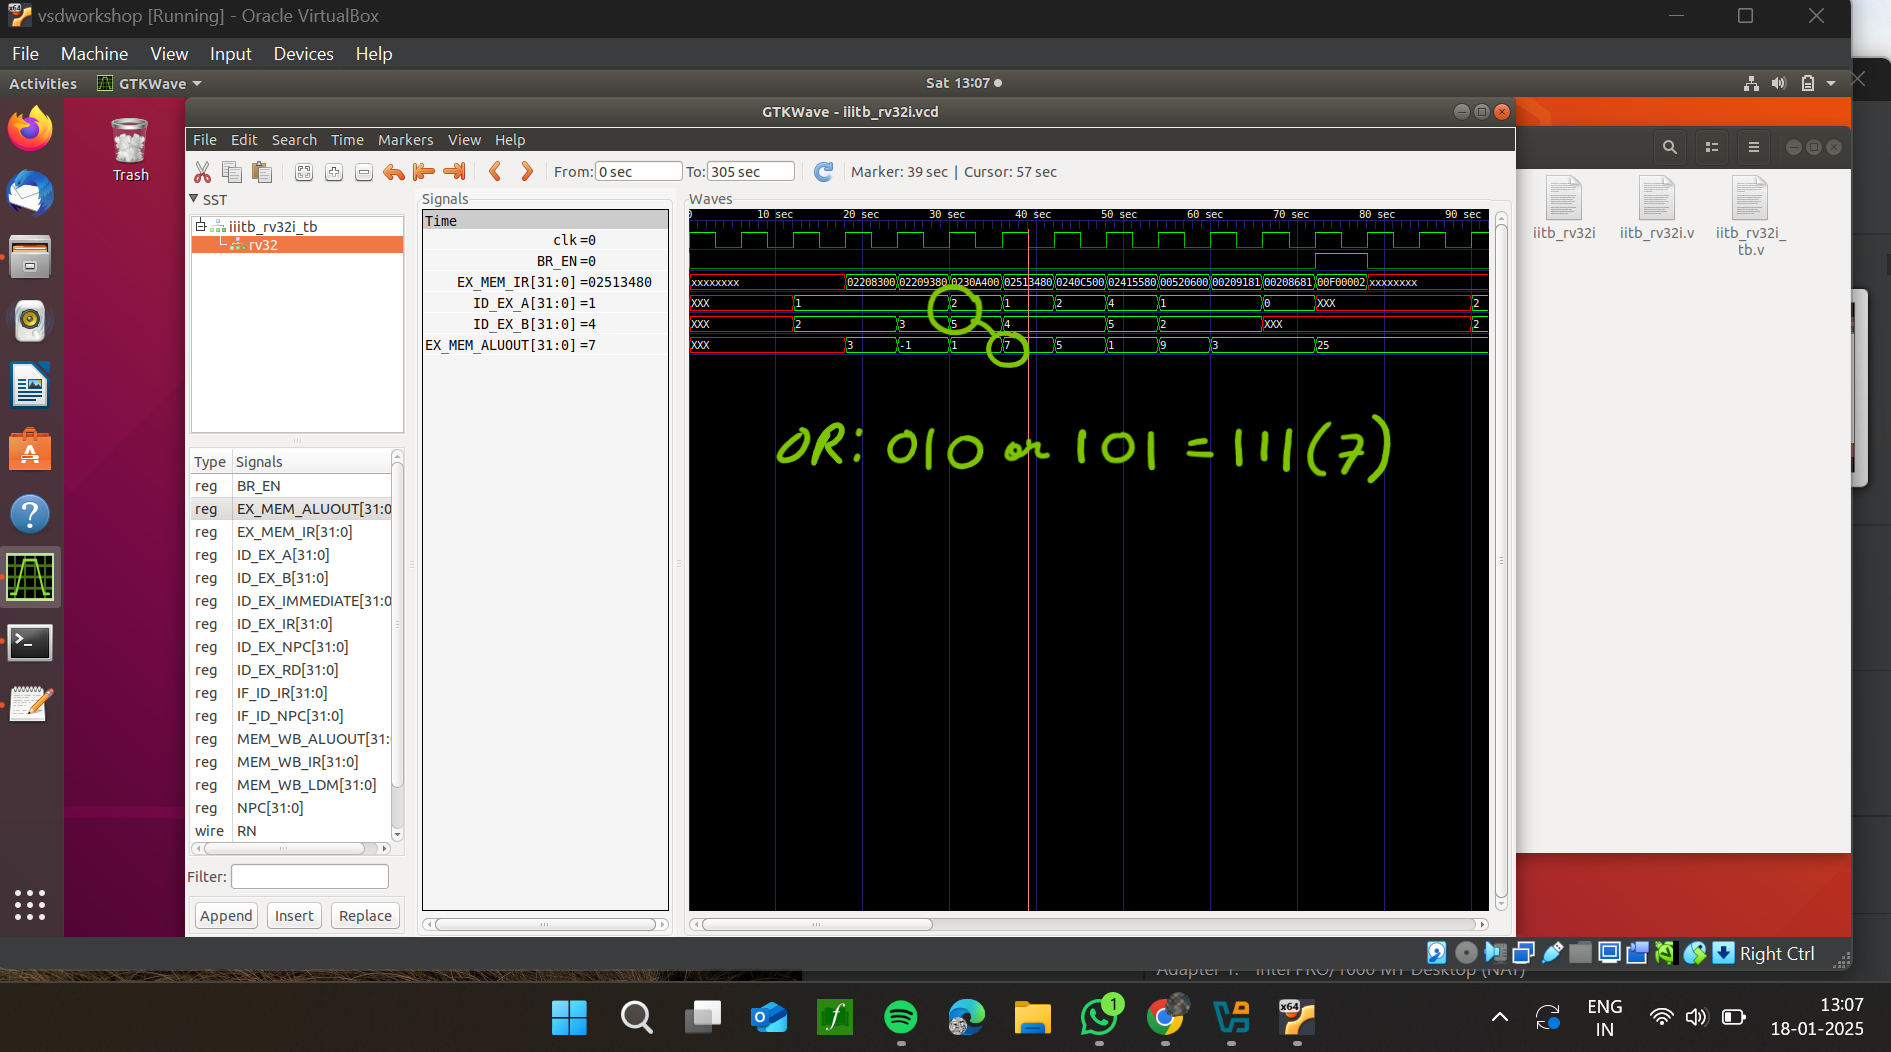 vsdworkshop [Running] - Oracle VirtualBox
File Machine View Input Devices Help
Activities GTKWave Sat 13:07
GTKWave - iiitb_rv32i.vcd
Trash
File Edit Search Time Markers View Help
From: 0 sec To: 305 sec Marker: 39 sec | Cursor: 57 sec
SST
iiitb_rv32i_tb
rv32
Type Signals
reg BR_EN
reg EX_MEM_ALUOUT[31:0
reg EX_MEM_IR[31:0]
reg ID_EX_A[31:0]
reg ID_EX_B[31:0]
reg ID_EX_IMMEDIATE[31:0
reg ID_EX_IR[31:0]
reg ID_EX_NPC[31:0]
reg ID_EX_RD[31:0]
reg IF_ID_IR[31:0]
reg IF_ID_NPC[31:0]
reg MEM_WB_ALUOUT[31:
reg MEM_WB_IR[31:0]
reg MEM_WB_LDM[31:0]
reg NPC[31:0]
wire RN
Filter:
Append Insert Replace
Signals
Time
clk=0
BR_EN=0
EX_MEM_IR[31:0]=02513480
ID_EX_A[31:0]=1
ID_EX_B[31:0]=4
EX_MEM_ALUOUT[31:0]=7
Waves
0 10 sec 20 sec 30 sec 40 sec 50 sec 60 sec 70 sec 80 sec 90 sec
xxxxxxxx 02208300 02209380 0230A400 02513480 0240C500 02415580 00520600 00209181 00208681 00F00002 xxxxxxxx
XXX 1 2 1 2 4 1 0 XXX 2
XXX 2 3 5 4 5 2 XXX 2
XXX 3 -1 1 7 5 1 9 3 25
OR: 010 or 101 = 111(7)
iitb_rv32i iitb_rv32i.v iitb_rv32i_
tb.v
Adapter 1: Intel PRO/1000 MT Desktop (NAT)
Right Ctrl
1
ENG
IN
13:07
18-01-2025